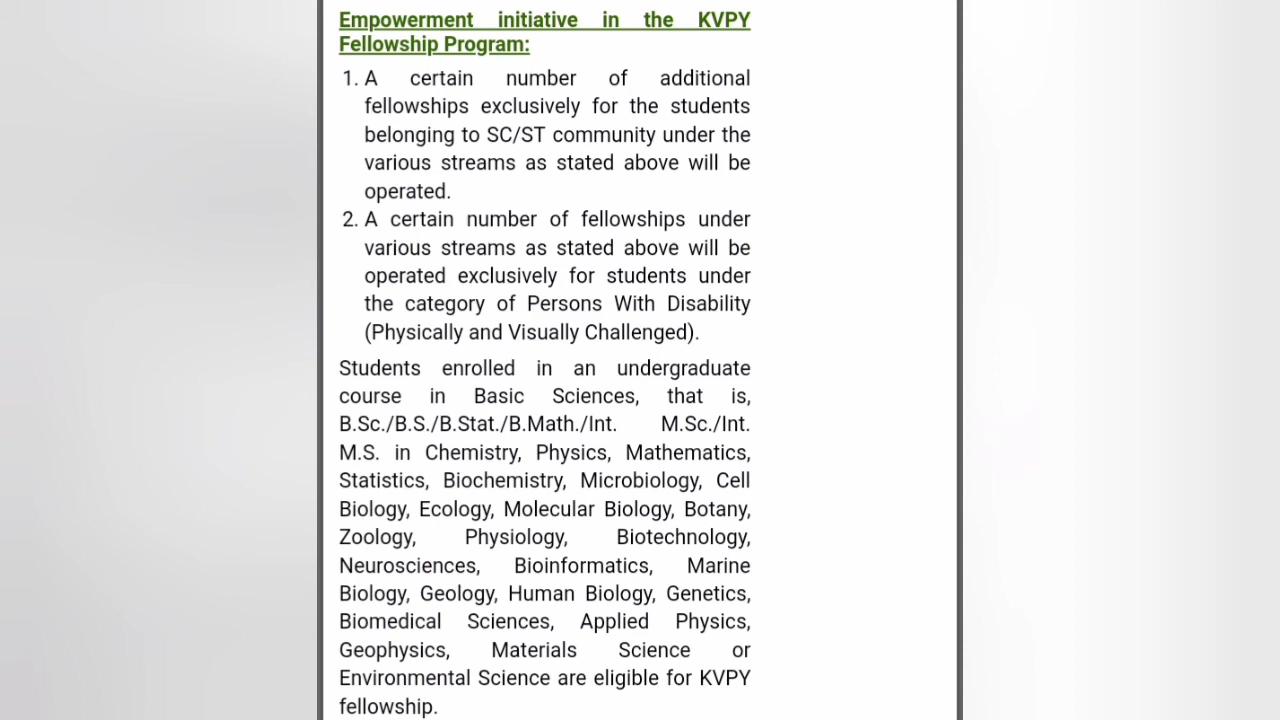 Empowerment initiative in the KVPY
Fellowship Program:
1. A certain number of additional
fellowships exclusively for the students
belonging to SC/ST community under the
various streams as stated above will be
operated.
2. A certain number of fellowships under
various streams as stated above will be
operated exclusively for students under
the category of Persons With Disability
(Physically and Visually Challenged).
Students enrolled in an undergraduate
course in Basic Sciences, that is,
B.Sc./B.S./B.Stat./B.Math./Int. M.Sc./Int.
M.S. in Chemistry, Physics, Mathematics,
Statistics, Biochemistry, Microbiology, Cell
Biology, Ecology, Molecular Biology, Botany,
Zoology, Physiology, Biotechnology,
Neurosciences, Bioinformatics, Marine
Biology, Geology, Human Biology, Genetics,
Biomedical Sciences, Applied Physics,
Geophysics, Materials Science or
Environmental Science are eligible for KVPY
fellowship.